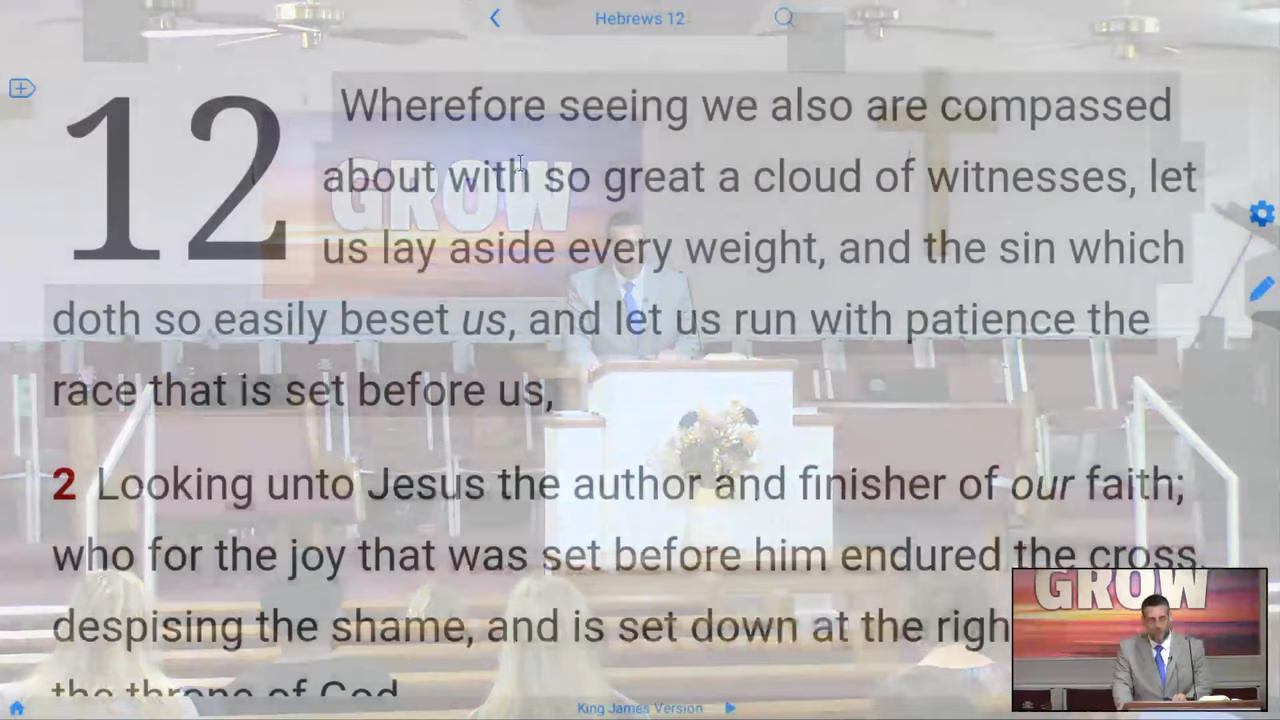 Hebrews 12
12 Wherefore seeing we also are compassed
about with so great a cloud of witnesses, let
us lay aside every weight, and the sin which
doth so easily beset us, and let us run with patience the
race that is set before us,
2 Looking unto Jesus the author and finisher of our faith;
who for the joy that was set before him endured the cross,
despising the shame, and is set down at the righ
the throne of God
King James Version
GROW
GROW